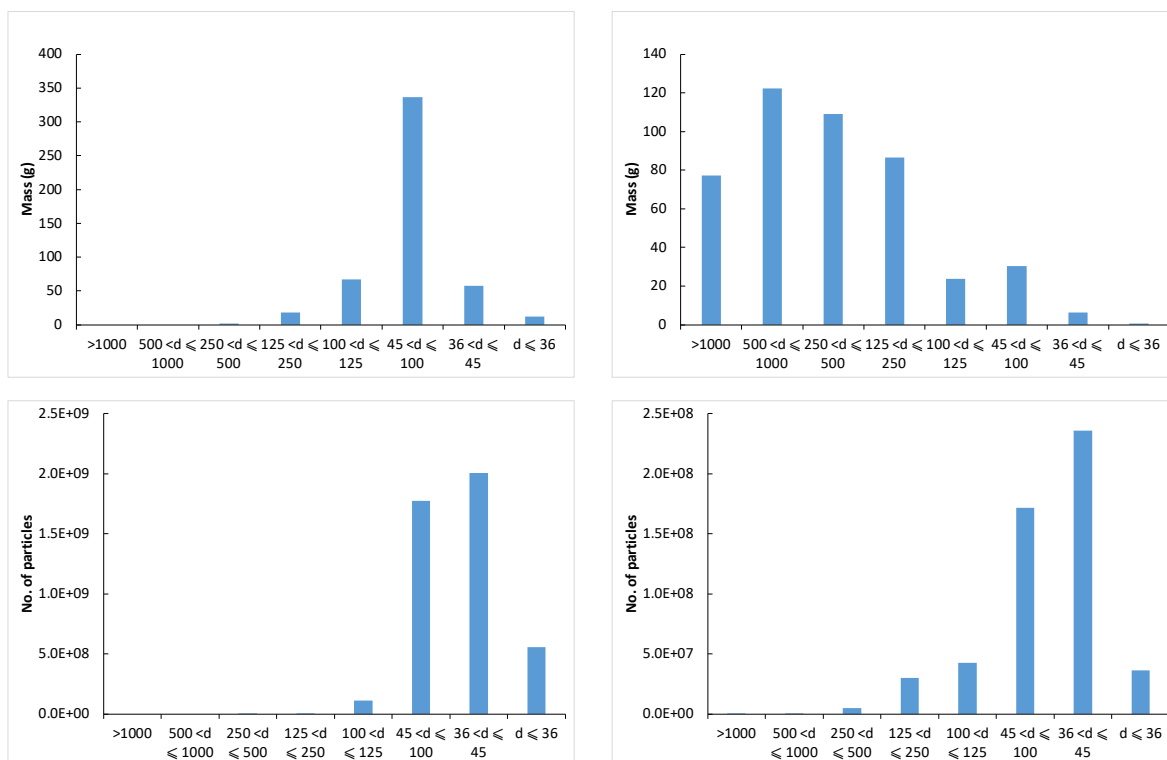 400
350
300
250
200
150
100
50
0
Mass (g)
>1000 500 <d ⩽ 250 <d ⩽ 125 <d ⩽ 100 <d ⩽ 45 <d ⩽ 36 <d ⩽ d ⩽ 36
1000 500 250 125 100 45
140
120
100
80
60
40
20
0
Mass (g)
>1000 500 <d ⩽ 250 <d ⩽ 125 <d ⩽ 100 <d ⩽ 45 <d ⩽ 36 <d ⩽ d ⩽ 36
1000 500 250 125 100 45
2.5E+09
2.0E+09
1.5E+09
1.0E+09
5.0E+08
0.0E+00
No. of particles
>1000 500 <d 250 <d 125 <d 100 <d 45 <d ⩽ 36 <d ⩽ d ⩽ 36
⩽ 1000 ⩽ 500 ⩽ 250 ⩽ 125 100 45
2.5E+08
2.0E+08
1.5E+08
1.0E+08
5.0E+07
0.0E+00
No. of particles
>1000 500 <d 250 <d 125 <d 100 <d 45 <d ⩽ 36 <d ⩽ d ⩽ 36
⩽ 1000 ⩽ 500 ⩽ 250 ⩽ 125 100 45